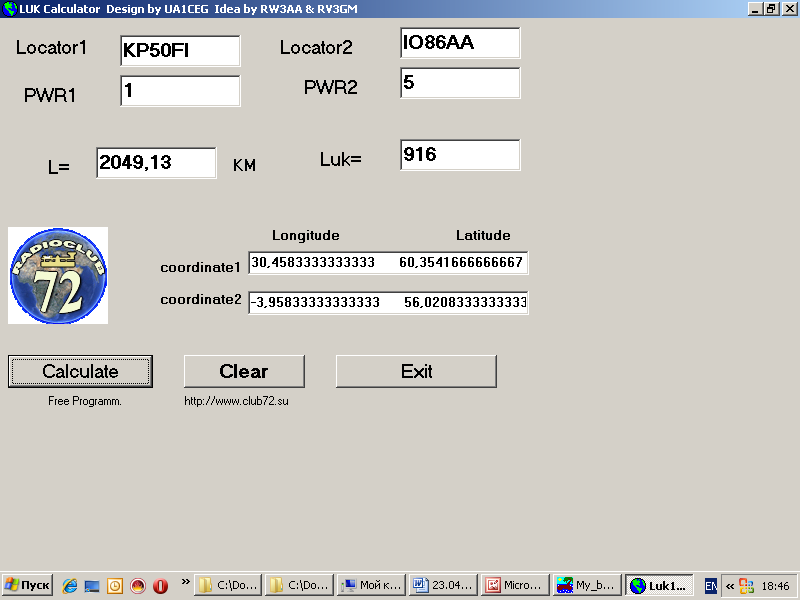 LUK Calculator Design by UA1CEG Idea by RW3AA & RV3GM
Locator1 KP50FI Locator2 IO86AA
PWR1 1 PWR2 5
L= 2049,13 KM Luk= 916
Longitude Latitude
RADIOCLUB
72
coordinate1 30,4583333333333 60,3541666666667
coordinate2 -3,95833333333333 56,0208333333333
Calculate Clear Exit
Free Programm. http://www.club72.su
Пуск » C:\Do... C:\Do... Мой к... 23.04... Micro... My_b... Luk1... EN « 18:46